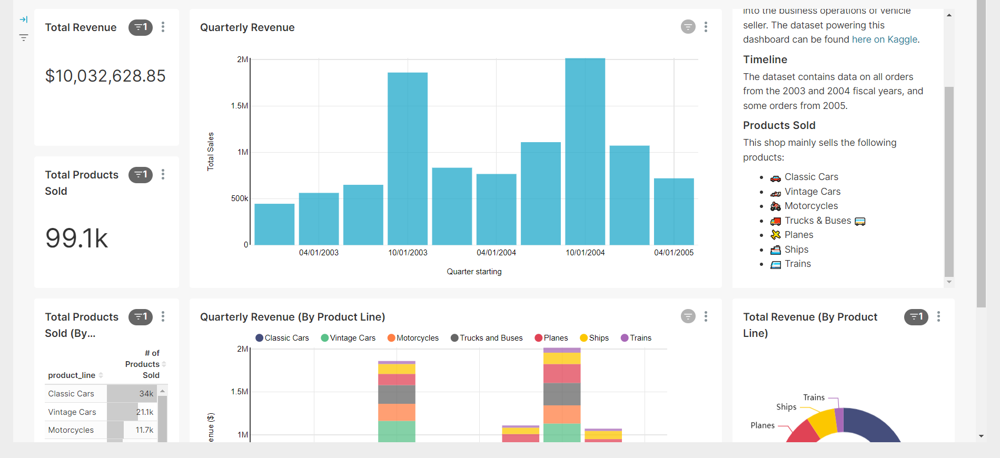 Total Revenue
1
$10,032,628.85
Quarterly Revenue
2M
1.5M
1M
500k
0
Total Sales
04/01/2003
10/01/2003
04/01/2004
10/01/2004
04/01/2005
Quarter starting
into the business operations of vehicle
seller. The dataset powering this
dashboard can be found here on Kaggle.
Timeline
The dataset contains data on all orders
from the 2003 and 2004 fiscal years, and
some orders from 2005.
Products Sold
This shop mainly sells the following
products:
Classic Cars
Vintage Cars
Motorcycles
Trucks & Buses
Planes
Ships
Trains
Total Products
Sold
1
99.1k
Total Products
Sold (By...
1
# of
Products
Sold
product_line
Classic Cars 34k
Vintage Cars 21.1k
Motorcycles 11.7k
Quarterly Revenue (By Product Line)
Classic Cars Vintage Cars Motorcycles Trucks and Buses Planes Ships Trains
2M
1.5M
1M
enue ($)
Total Revenue (By Product
Line)
1
Trains
Ships
Planes